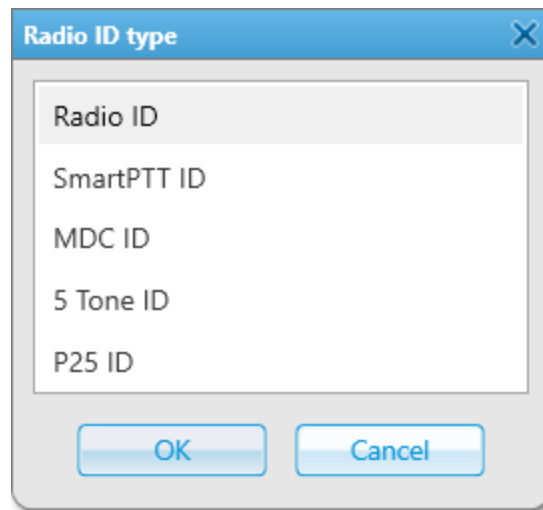 Radio ID type
Radio ID
SmartPTT ID
MDC ID
5 Tone ID
P25 ID
OK
Cancel